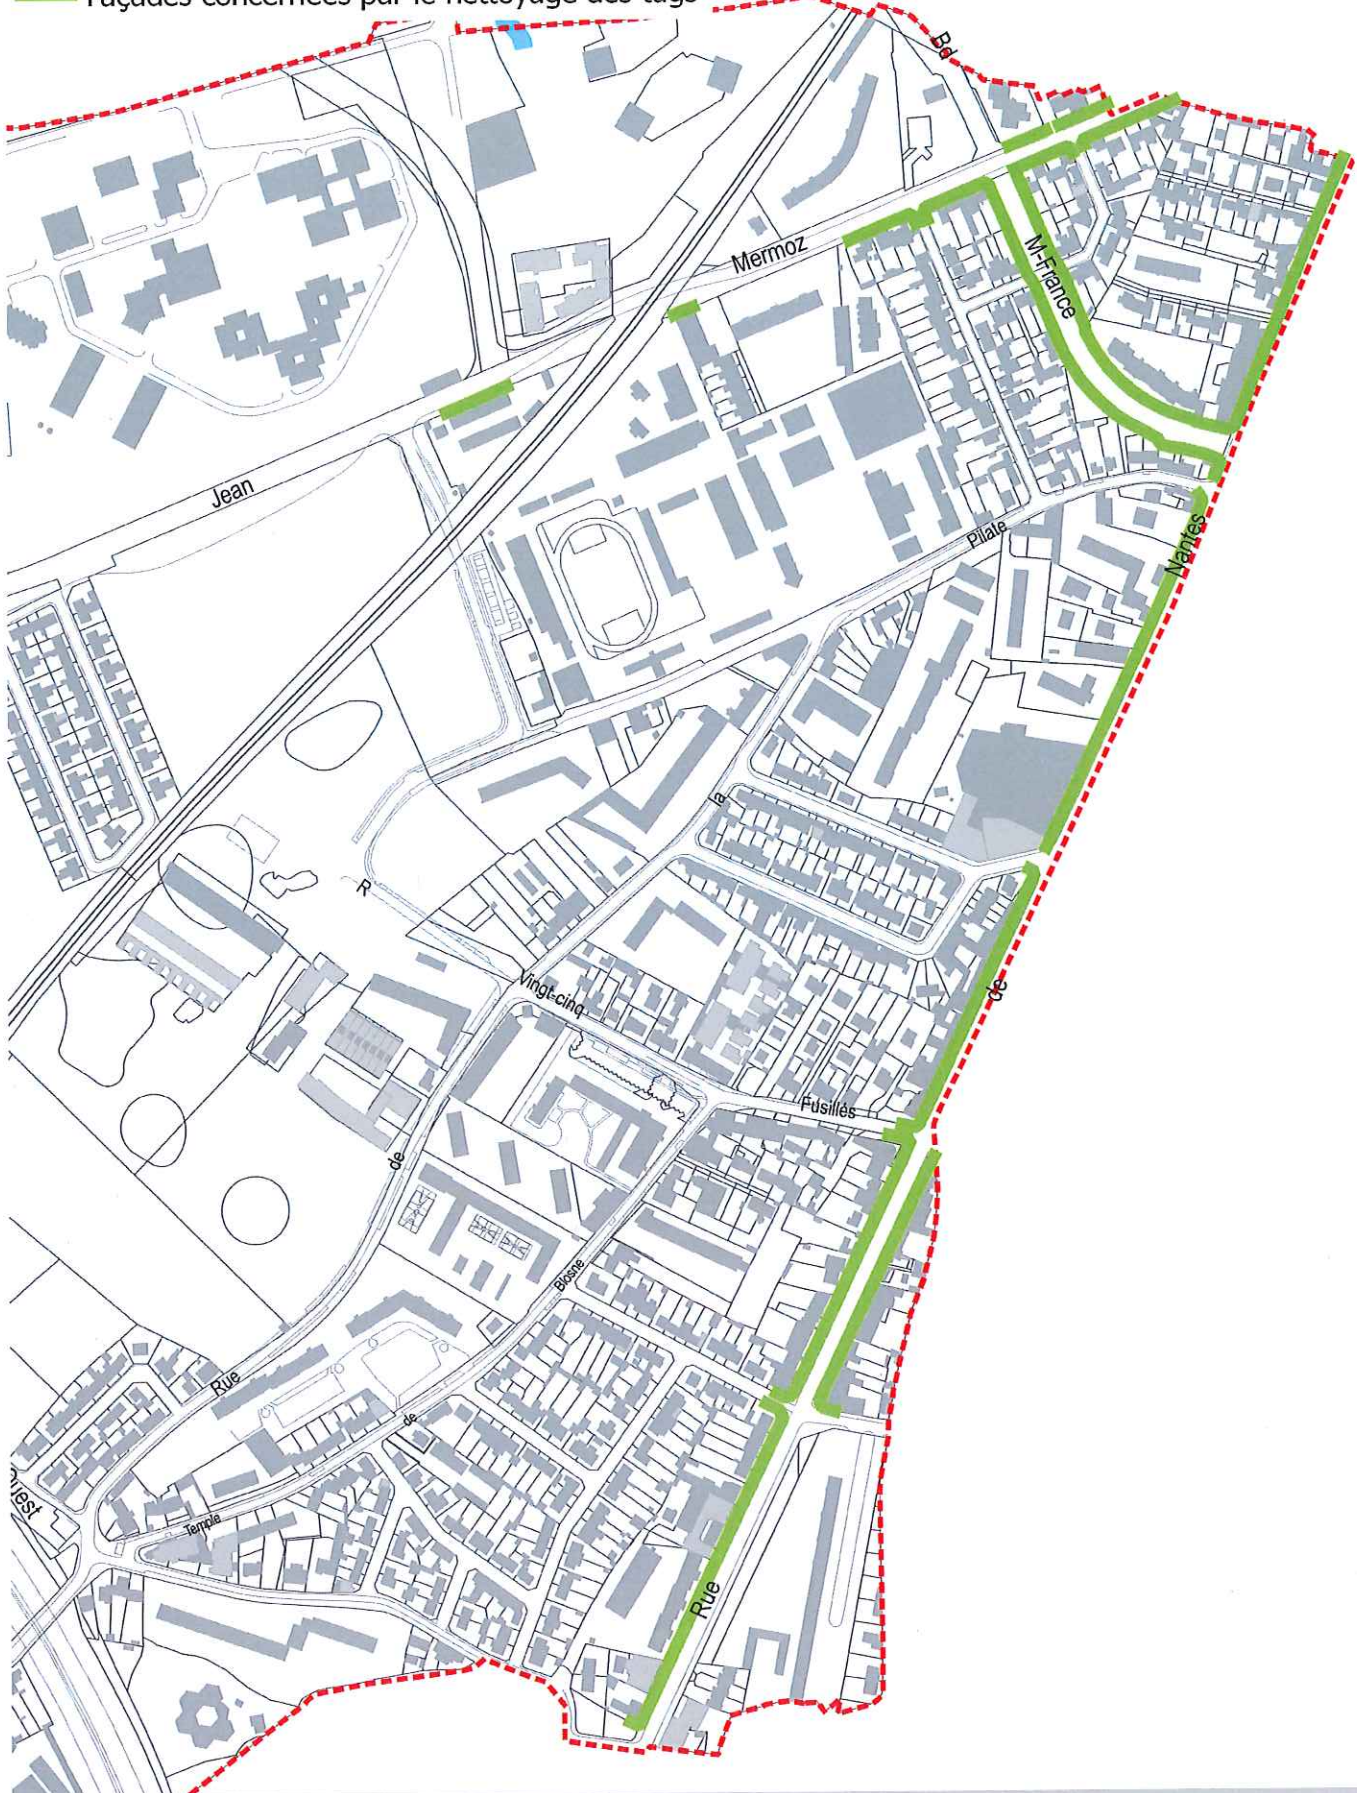 Façades concernées par le nettoyage des tags
Bd
Mermoz
M-France
Jean
Pilate
Nantes
la
R
Vingt-cinq
de
Fusillés
de
Blosne
Rue
de
Temple
Rue